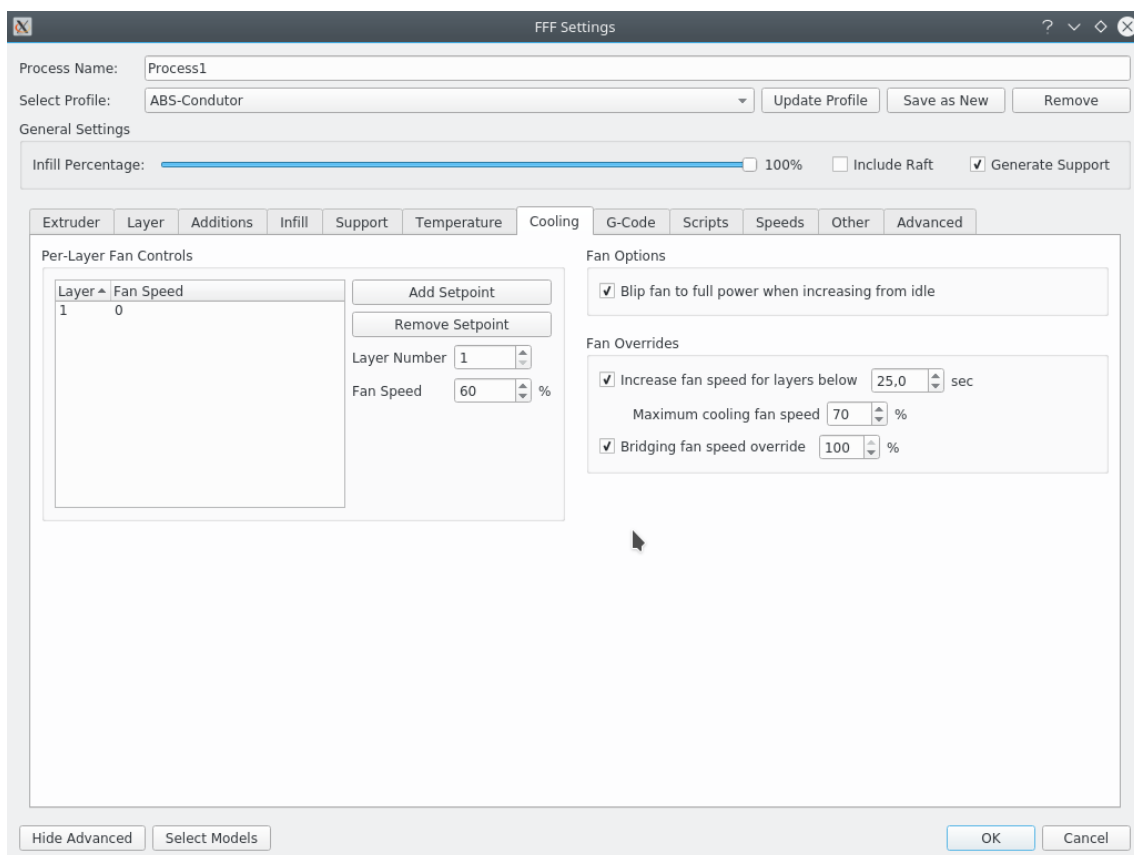 FFF Settings
Process Name: Process1
Select Profile: ABS-Condutor Update Profile Save as New Remove
General Settings
Infill Percentage: 100% Include Raft Generate Support
Extruder Layer Additions Infill Support Temperature Cooling G-Code Scripts Speeds Other Advanced
Per-Layer Fan Controls
Layer Fan Speed
1 0
Add Setpoint
Remove Setpoint
Layer Number 1
Fan Speed 60 %
Fan Options
Blip fan to full power when increasing from idle
Fan Overrides
Increase fan speed for layers below 25,0 sec
Maximum cooling fan speed 70 %
Bridging fan speed override 100 %
Hide Advanced Select Models OK Cancel